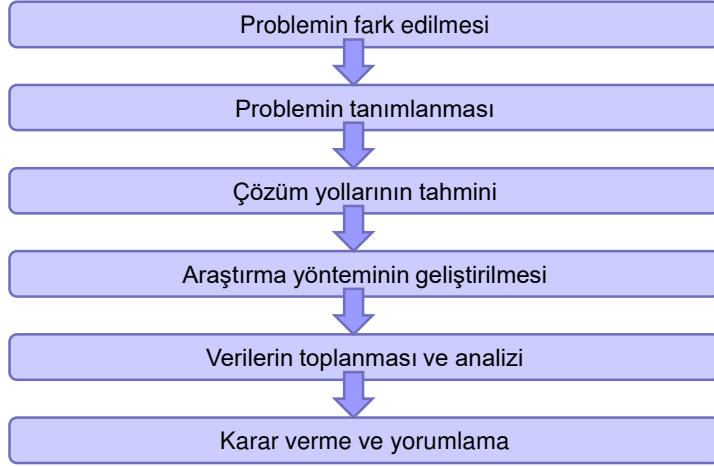 Problemin fark edilmesi
Problemin tanımlanması
Çözüm yollarının tahmini
Araştırma yönteminin geliştirilmesi
Verilerin toplanması ve analizi
Karar verme ve yorumlama